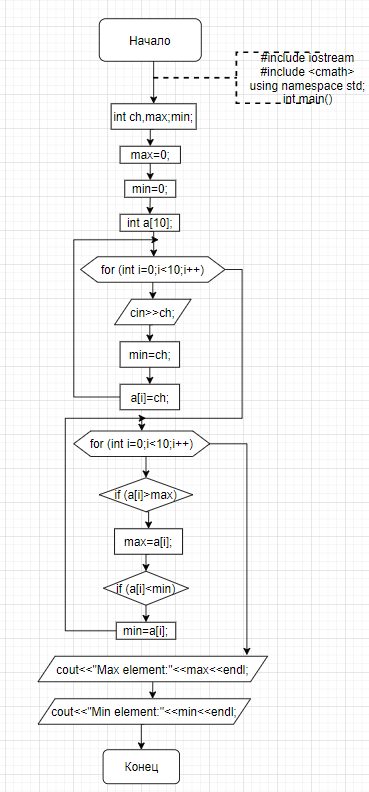 Начало
#include iostream
#include <cmath>
using namespace std;
int main()
int ch,max;min;
max=0;
min=0;
int a[10];
for (int i=0;i<10;i++)
cin>>ch;
min=ch;
a[i]=ch;
for (int i=0;i<10;i++)
if (a[i]>max)
max=a[i];
if (a[i]<min)
min=a[i];
cout<<"Max element:"<<max<<endl;
cout<<"Min element:"<<min<<endl;
Конец